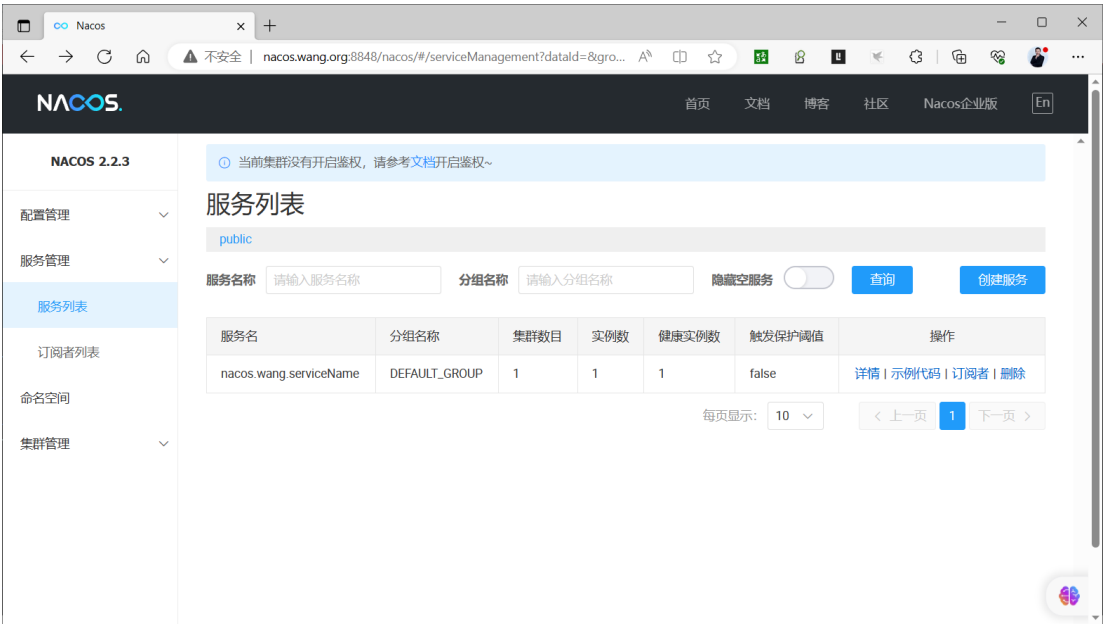 Nacos
不安全 | nacos.wang.org:8848/nacos/#/serviceManagement?dataId=&gro...
NACOS.
首页 文档 博客 社区 Nacos企业版 En
NACOS 2.2.3
配置管理
服务管理
服务列表
订阅者列表
命名空间
集群管理
当前集群没有开启鉴权，请参考文档开启鉴权~
服务列表
public
服务名称 请输入服务名称 分组名称 请输入分组名称 隐藏空服务 查询 创建服务
服务名 分组名称 集群数目 实例数 健康实例数 触发保护阈值 操作
nacos.wang.serviceName DEFAULT_GROUP 1 1 1 false 详情 | 示例代码 | 订阅者 | 删除
每页显示: 10 上一页 1 下一页